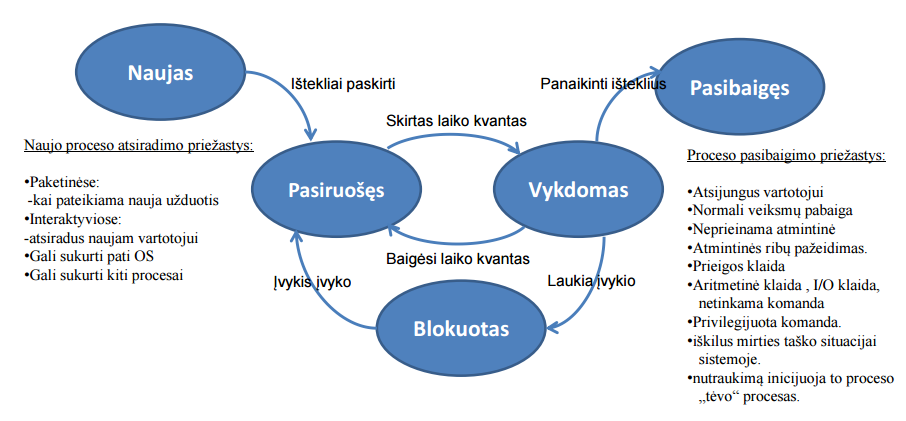 Naujas
Ištekliai paskirti
Panaikinti išteklius
Pasibaigęs
Skirtas laiko kvantas
Naujo proceso atsiradimo priežastys:
•Paketinėse:
-kai pateikiama nauja užduotis
•Interaktyviose:
-atsiradus naujam vartotojui
•Gali sukurti pati OS
•Gali sukurti kiti procesai
Pasiruošęs
Vykdomas
Baigėsi laiko kvantas
Įvykis įvyko
Laukia įvykio
Blokuotas
Proceso pasibaigimo priežastys:
•Atsijungus vartotojui
•Normali veiksmų pabaiga
•Neprieinama atmintinė
•Atmintinės ribų pažeidimas.
•Prieigos klaida
•Aritmetinė klaida , I/O klaida,
netinkama komanda
•Privilegijuota komanda.
•iškilus mirties taško situacijai
sistemoje.
•nutraukimą inicijuoja to proceso
„tėvo“ procesas.